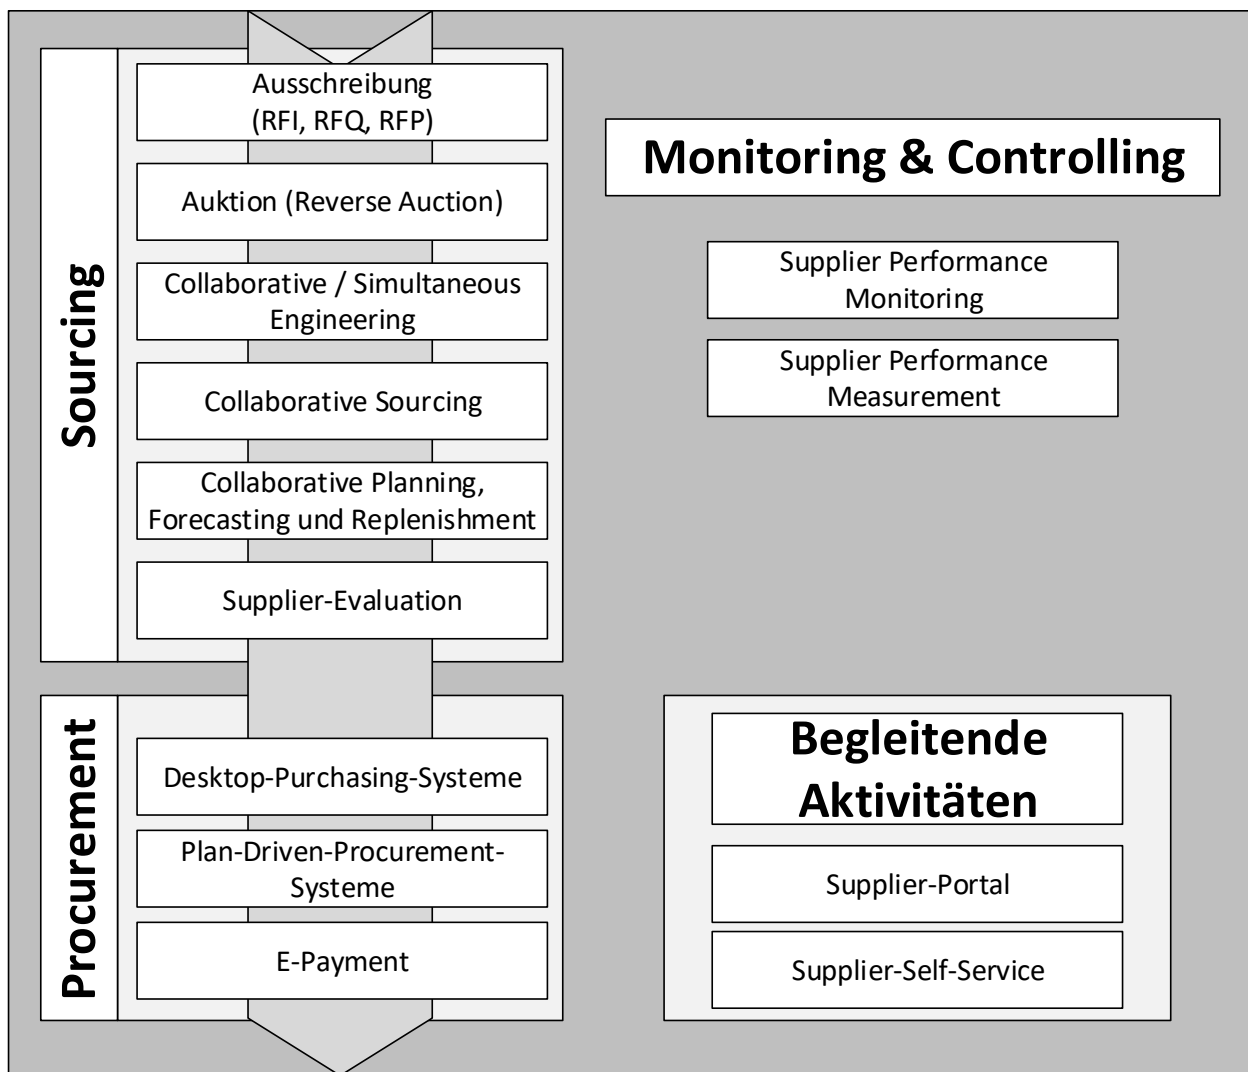 Sourcing
Ausschreibung
(RFI, RFQ, RFP)
Auktion (Reverse Auction)
Collaborative / Simultaneous
Engineering
Collaborative Sourcing
Collaborative Planning,
Forecasting und Replenishment
Supplier-Evaluation
Monitoring & Controlling
Supplier Performance
Monitoring
Supplier Performance
Measurement
Procurement
Desktop-Purchasing-Systeme
Plan-Driven-Procurement-
Systeme
E-Payment
Begleitende
Aktivitäten
Supplier-Portal
Supplier-Self-Service